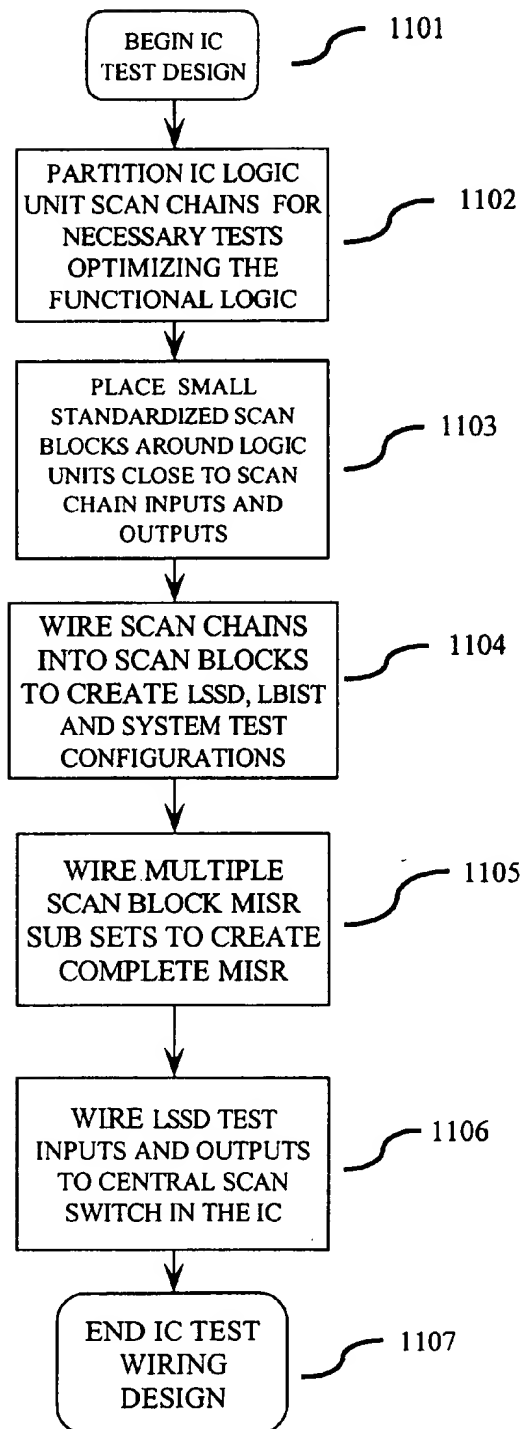 BEGIN IC
TEST DESIGN
1101
PARTITION IC LOGIC
UNIT SCAN CHAINS FOR
NECESSARY TESTS
OPTIMIZING THE
FUNCTIONAL LOGIC
1102
PLACE SMALL
STANDARDIZED SCAN
BLOCKS AROUND LOGIC
UNITS CLOSE TO SCAN
CHAIN INPUTS AND
OUTPUTS
1103
WIRE SCAN CHAINS
INTO SCAN BLOCKS
TO CREATE LSSD, LBIST
AND SYSTEM TEST
CONFIGURATIONS
1104
WIRE MULTIPLE
SCAN BLOCK MISR
SUB SETS TO CREATE
COMPLETE MISR
1105
WIRE LSSD TEST
INPUTS AND OUTPUTS
TO CENTRAL SCAN
SWITCH IN THE IC
1106
END IC TEST
WIRING
DESIGN
1107